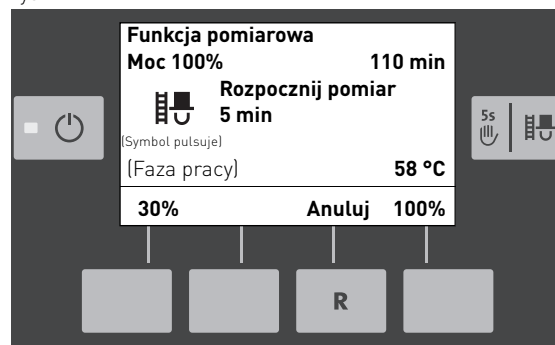 Funkcja pomiarowa
Moc 100% 110 min
Rozpocznij pomiar
5 min
(Symbol pulsuje)
(Faza pracy) 58 °C
30% Anuluj 100%
5s
R